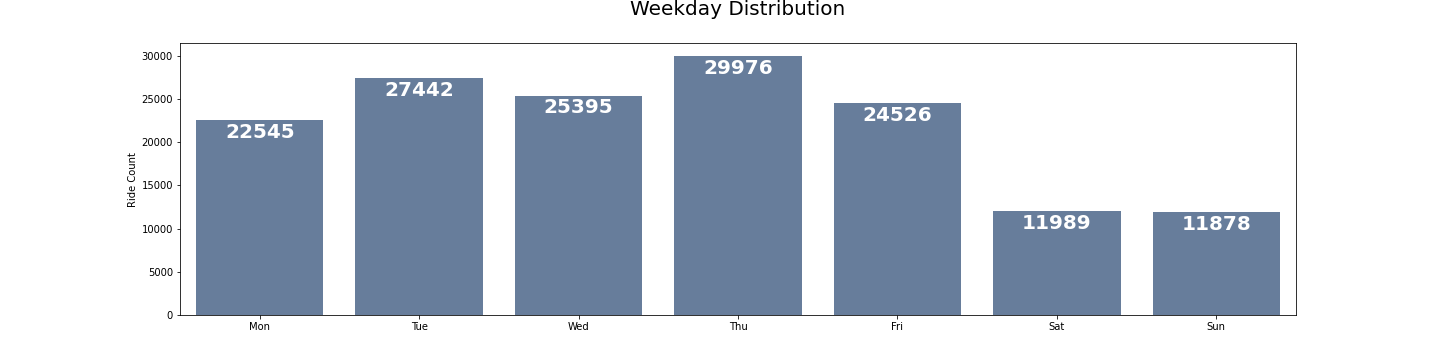 Weekday Distribution
30000
25000
20000
15000
10000
5000
0
Ride Count
22545
27442
25395
29976
24526
11989
11878
Mon
Tue
Wed
Thu
Fri
Sat
Sun